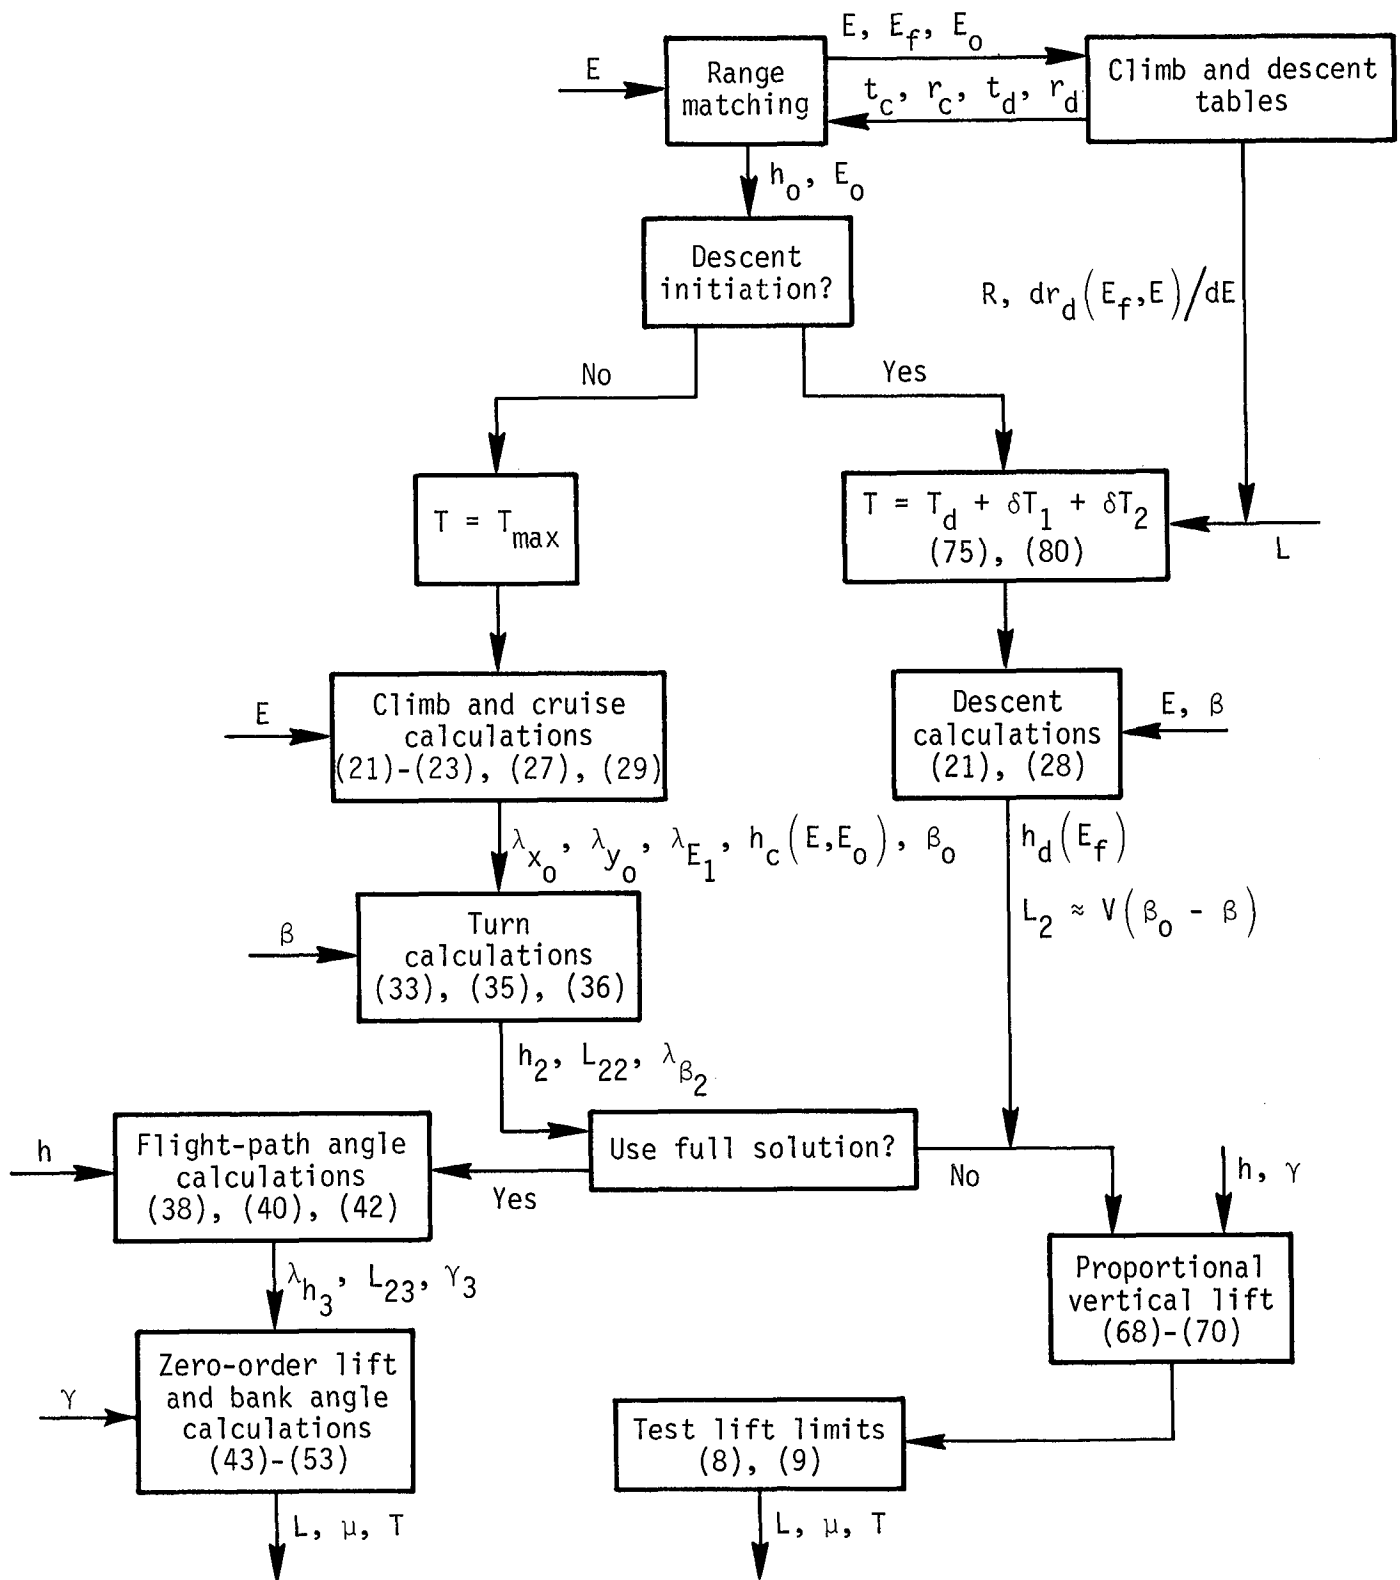 E, E_f, E_o
E
Range
matching
Climb and descent
tables
t_c, r_c, t_d, r_d
h_o, E_o
Descent
initiation?
R, dr_d(E_f,E)/dE
No
Yes
T = T_max
T = T_d + δT_1 + δT_2
(75), (80)
L
E
Climb and cruise
calculations
(21)-(23), (27), (29)
Descent
calculations
(21), (28)
E, β
λ_x_o, λ_y_o, λ_E_1, h_c(E,E_o), β_o
h_d(E_f)
L_2 ≈ V(β_o - β)
β
Turn
calculations
(33), (35), (36)
h_2, L_22, λ_β_2
h
Flight-path angle
calculations
(38), (40), (42)
Yes
Use full solution?
No
h, γ
λ_h_3, L_23, γ_3
Proportional
vertical lift
(68)-(70)
γ
Zero-order lift
and bank angle
calculations
(43)-(53)
Test lift limits
(8), (9)
L, μ, T
L, μ, T